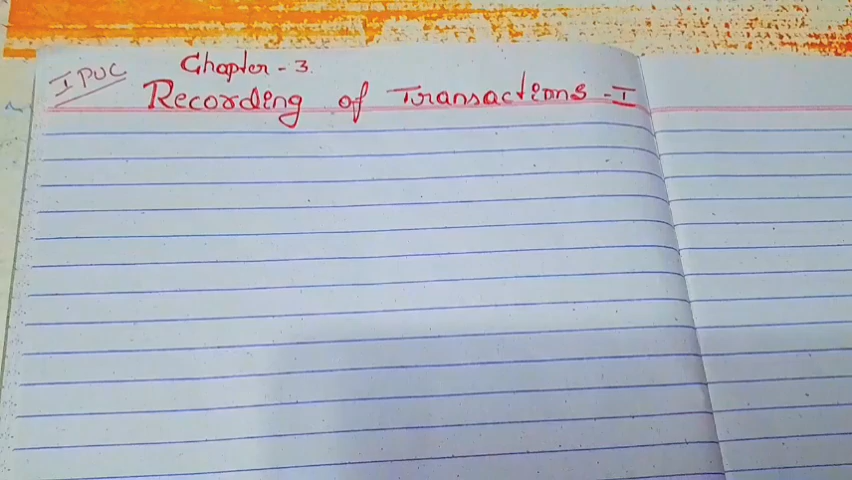 I PUC
Chapter - 3.
Recording of Transactions - I